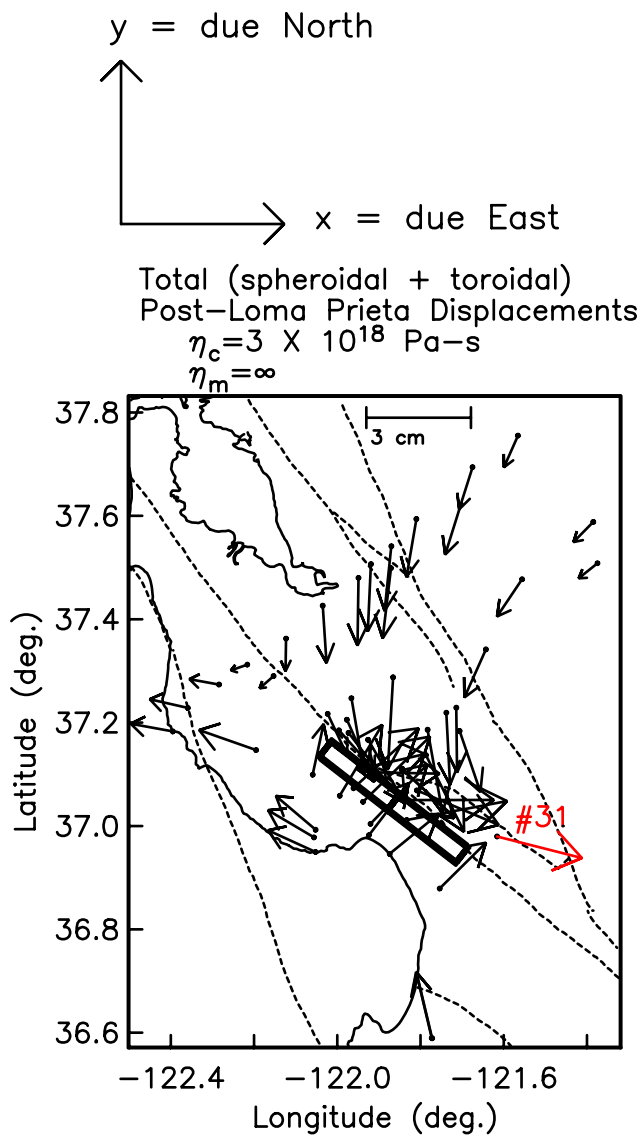 y = due North
x = due East
Total (spheroidal + toroidal)
Post-Loma Prieta Displacements
η_c=3 X 10^18 Pa-s
η_m=∞
3 cm
37.8
37.6
37.4
37.2
37.0
36.8
36.6
Latitude (deg.)
#31
-122.4 -122.0 -121.6
Longitude (deg.)